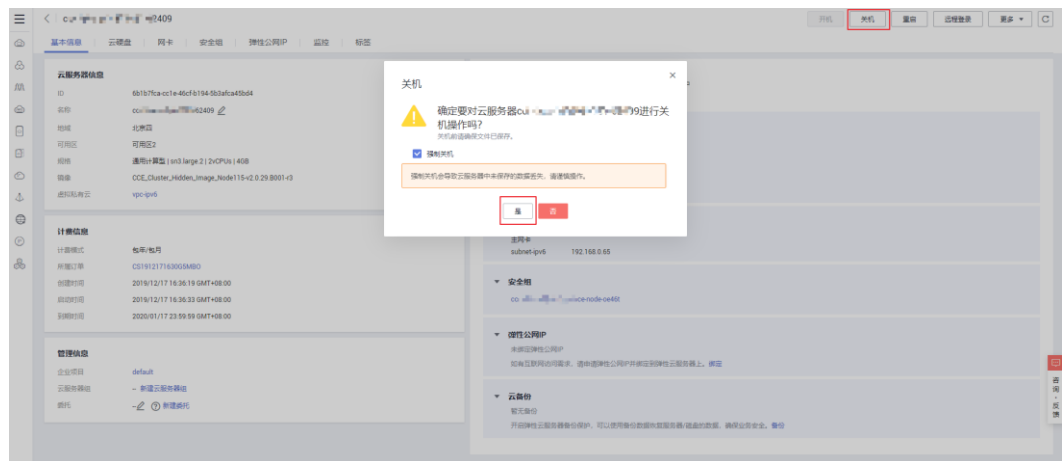 2409
开机
关机
重启
远程登录
更多
基本信息
云硬盘
网卡
安全组
弹性公网IP
监控
标签
云服务器信息
ID 6b1b7fca-cc1e-46cf-b194-5b3afca45bd4
名称 2409
地域 北京四
可用区 可用区2
规格 通用计算型 | sn3.large.2 | 2vCPUs | 4GB
镜像 CCE_Cluster_Hidden_Image_Node115-v2.0.29.B001-r3
虚拟私有云 vpc-ipv6
计费信息
计费模式 包年/包月
所属订单 CS1912171630G5MBO
创建时间 2019/12/17 16:36:19 GMT+08:00
启动时间 2019/12/17 16:36:33 GMT+08:00
到期时间 2020/01/17 23:59:59 GMT+08:00
管理信息
企业项目 default
云服务器组 -- 新建云服务器组
委托 -- 新建委托
关机
确定要对云服务器 9进行关
机操作吗?
关机前请确保文件已保存。
强制关机
强制关机会导致云服务器中未保存的数据丢失,请谨慎操作。
是
否
主网卡
subnet-ipv6 192.168.0.65
安全组
cce-node-oe46t
弹性公网IP
未绑定弹性公网IP
如有互联网访问需求,请申请弹性公网IP并绑定到弹性云服务器上。绑定
云备份
暂无备份
开启弹性云服务器备份保护,可以使用备份数据恢复服务器/磁盘的数据,确保业务安全。备份
咨询·反馈